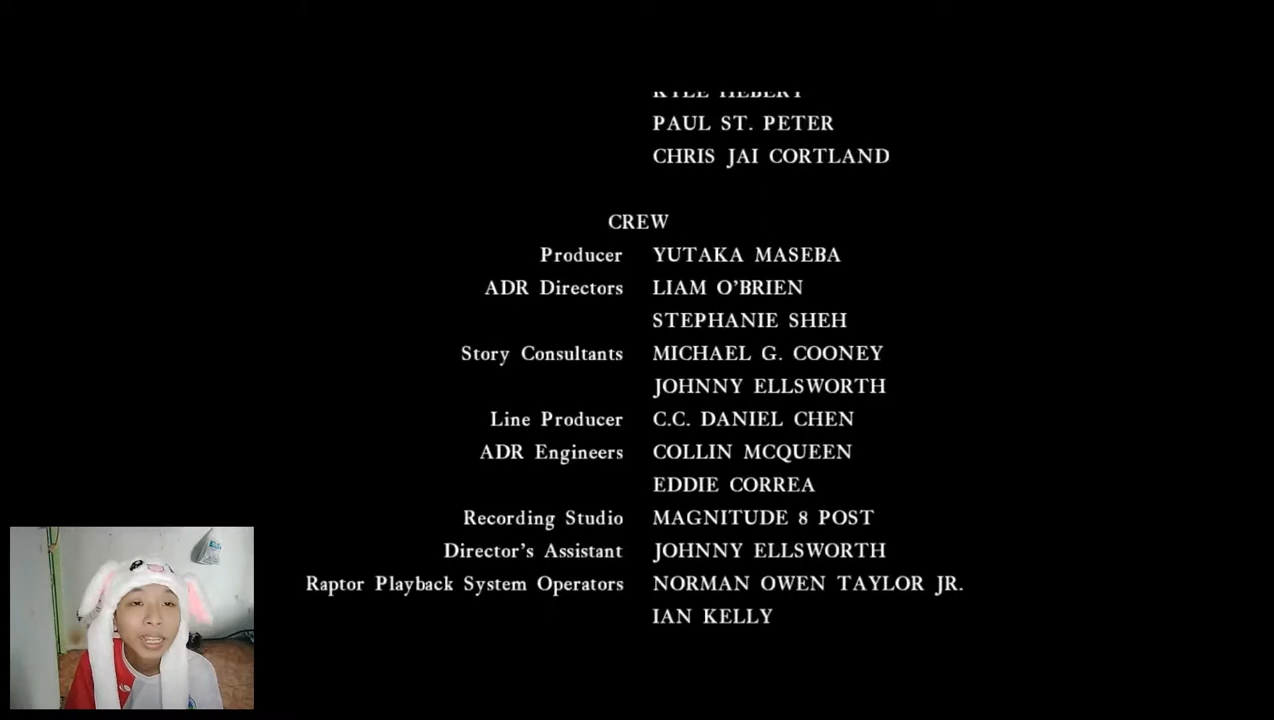 KYLE HEBERT
PAUL ST. PETER
CHRIS JAI CORTLAND
CREW
Producer YUTAKA MASEBA
ADR Directors LIAM O'BRIEN
STEPHANIE SHEH
Story Consultants MICHAEL G. COONEY
JOHNNY ELLSWORTH
Line Producer C.C. DANIEL CHEN
ADR Engineers COLLIN MCQUEEN
EDDIE CORREA
Recording Studio MAGNITUDE 8 POST
Director's Assistant JOHNNY ELLSWORTH
Raptor Playback System Operators NORMAN OWEN TAYLOR JR.
IAN KELLY